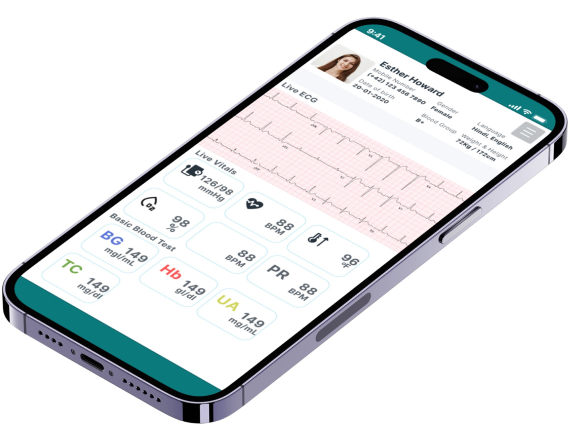 9:41
Esther Howard
Mobile Number
(+42) 123 456 7890
Gender
Female
Language
Hindi, English
Date of birth
20-01-2020
Blood Group
B+
Weight & Height
72Kg / 172cm
Live ECG
Live Vitals
126/98
mmHg
88
BPM
96
°F
98
%
88
BPM
PR 88
BPM
Basic Blood Test
BG 149
mgl/mL
Hb 149
gl/dl
UA 149
mg/mL
TC 149
mg/dl